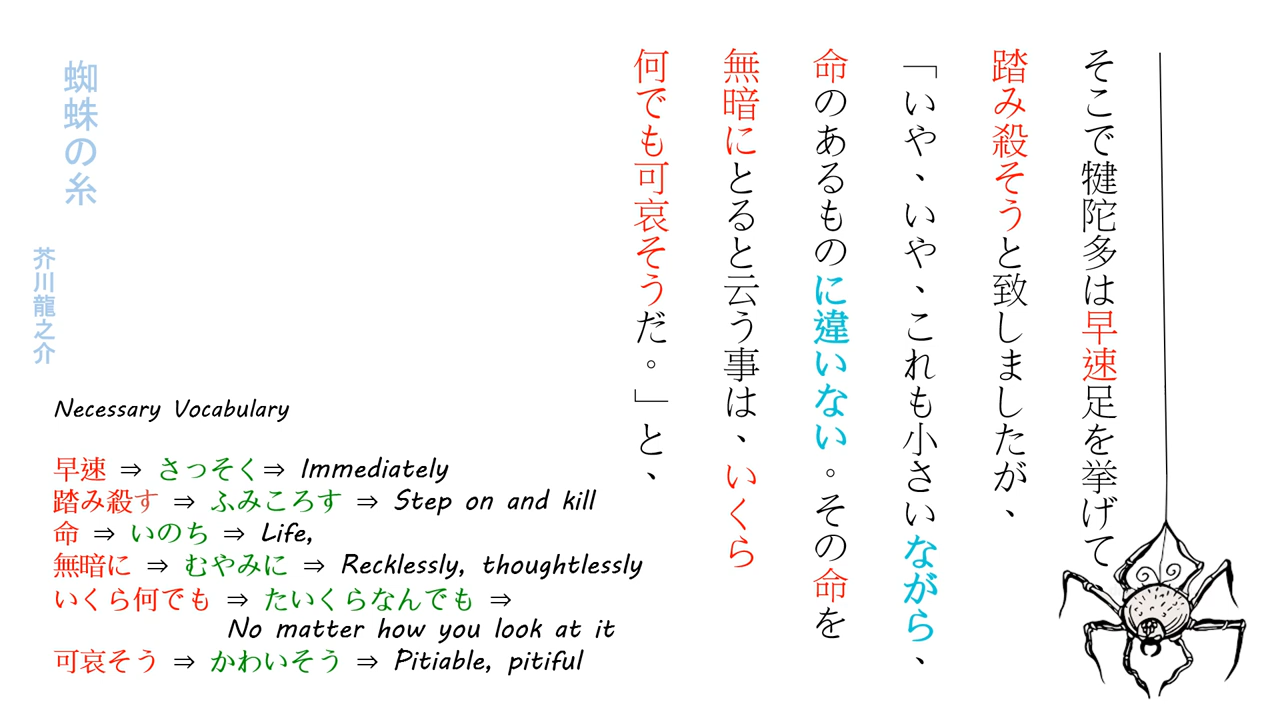 そこで犍陀多は早速足を挙げて
踏み殺そうと致しましたが、
「いや、いや、これも小さいながら、
命のあるものに違いない。その命を
無暗にとると云う事は、いくら
何でも可哀そうだ。」と、
蜘蛛の糸
芥川龍之介
Necessary Vocabulary
早速 ⇒ さっそく⇒ Immediately
踏み殺す ⇒ ふみころす ⇒ Step on and kill
命 ⇒ いのち ⇒ Life,
無暗に ⇒ むやみに ⇒ Recklessly, thoughtlessly
いくら何でも ⇒ たいくらなんでも ⇒
No matter how you look at it
可哀そう ⇒ かわいそう ⇒ Pitiable, pitiful